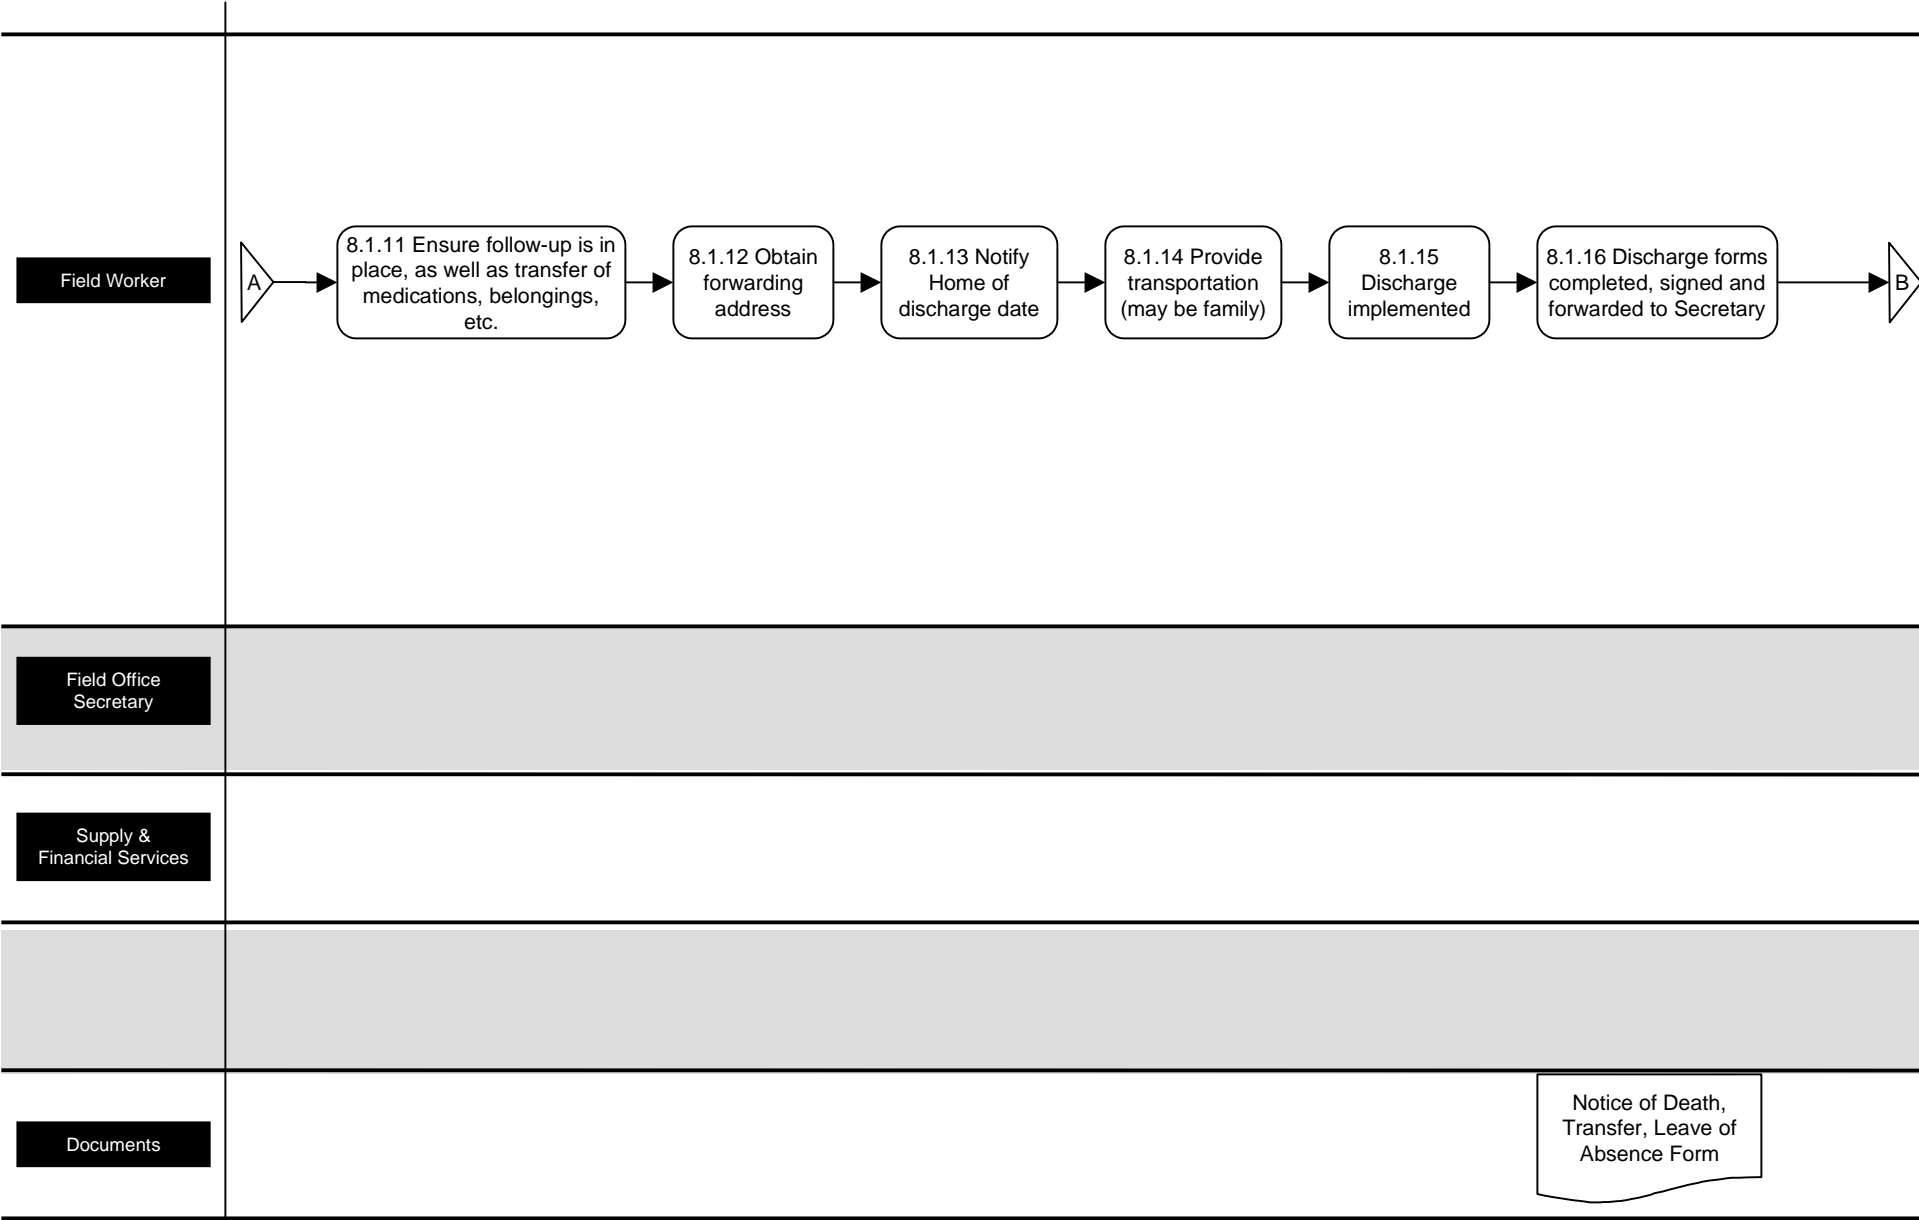 Field Worker
A
8.1.11 Ensure follow-up is in
place, as well as transfer of
medications, belongings,
etc.
8.1.12 Obtain
forwarding
address
8.1.13 Notify
Home of
discharge date
8.1.14 Provide
transportation
(may be family)
8.1.15
Discharge
implemented
8.1.16 Discharge forms
completed, signed and
forwarded to Secretary
B
Field Office
Secretary
Supply &
Financial Services
Documents
Notice of Death,
Transfer, Leave of
Absence Form